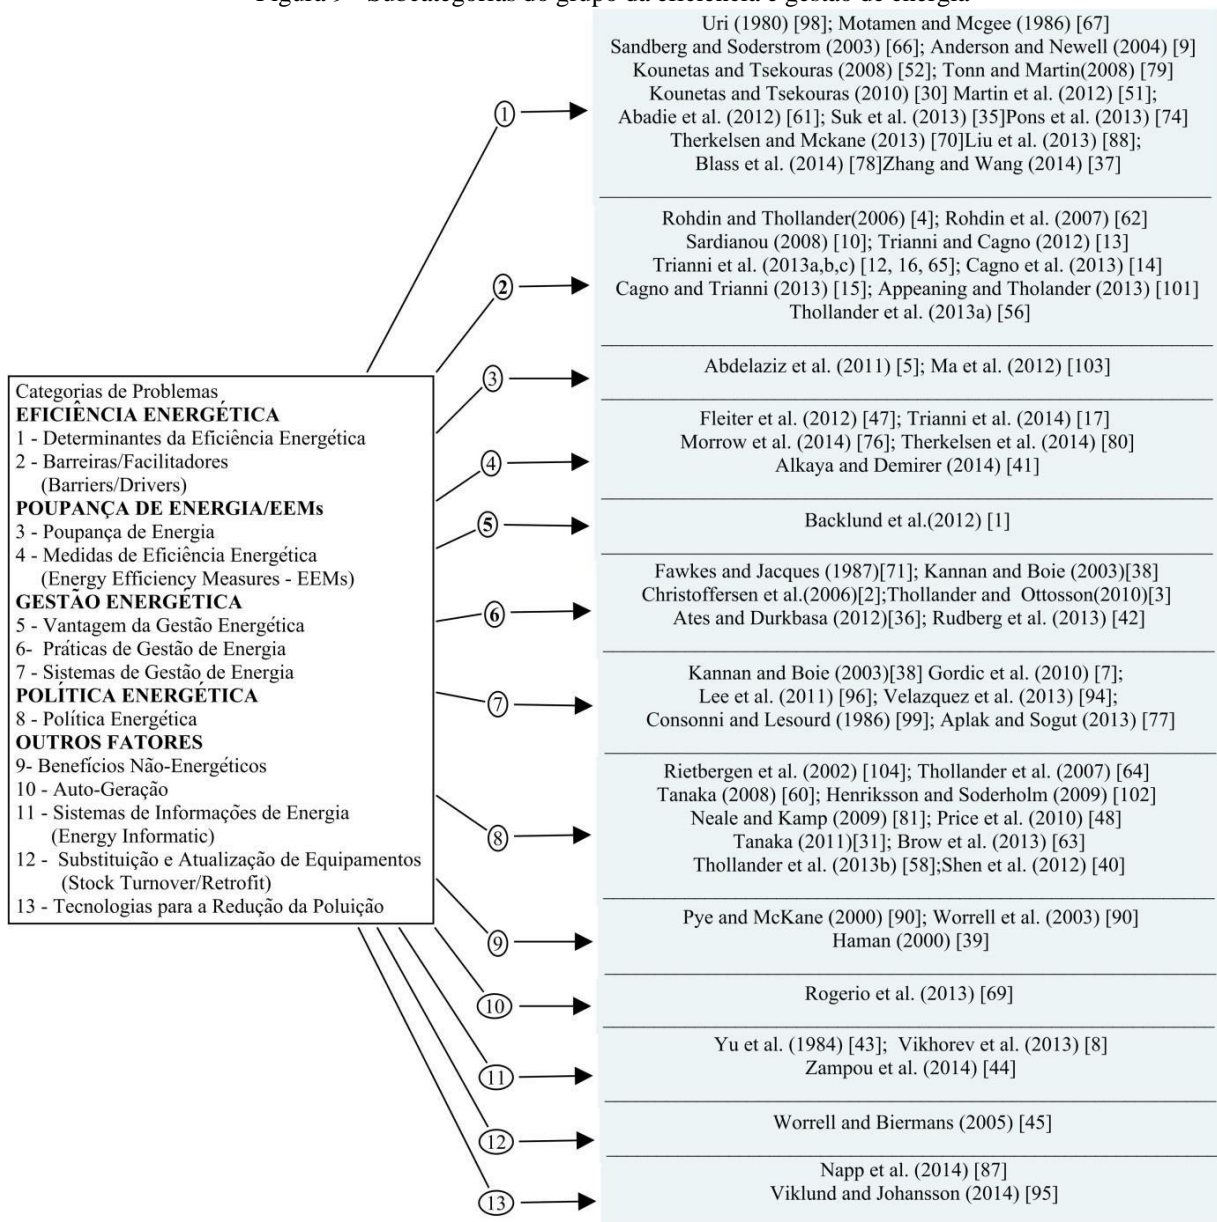 Figura 9 - Subcategorias do grupo da eficiência e gestão de energia
Uri (1980) [98]; Motamen and Mcgee (1986) [67]
Sandberg and Soderstrom (2003) [66]; Anderson and Newell (2004) [9]
Kounetas and Tsekouras (2008) [52]; Tonn and Martin(2008) [79]
Kounetas and Tsekouras (2010) [30] Martin et al. (2012) [51];
Abadie et al. (2012) [61]; Suk et al. (2013) [35]Pons et al. (2013) [74]
Therkelsen and Mckane (2013) [70]Liu et al. (2013) [88];
Blass et al. (2014) [78]Zhang and Wang (2014) [37]
1
Rohdin and Thollander(2006) [4]; Rohdin et al. (2007) [62]
Sardianou (2008) [10]; Trianni and Cagno (2012) [13]
Trianni et al. (2013a,b,c) [12, 16, 65]; Cagno et al. (2013) [14]
Cagno and Trianni (2013) [15]; Appeaning and Tholander (2013) [101]
Thollander et al. (2013a) [56]
2
Abdelaziz et al. (2011) [5]; Ma et al. (2012) [103]
3
Fleiter et al. (2012) [47]; Trianni et al. (2014) [17]
Morrow et al. (2014) [76]; Therkelsen et al. (2014) [80]
Alkaya and Demirer (2014) [41]
4
Backlund et al.(2012) [1]
5
Fawkes and Jacques (1987)[71]; Kannan and Boie (2003)[38]
Christoffersen et al.(2006)[2];Thollander and Ottosson(2010)[3]
Ates and Durkbasa (2012)[36]; Rudberg et al. (2013) [42]
6
Kannan and Boie (2003)[38] Gordic et al. (2010) [7];
Lee et al. (2011) [96]; Velazquez et al. (2013) [94];
Consonni and Lesourd (1986) [99]; Aplak and Sogut (2013) [77]
7
Rietbergen et al. (2002) [104]; Thollander et al. (2007) [64]
Tanaka (2008) [60]; Henriksson and Soderholm (2009) [102]
Neale and Kamp (2009) [81]; Price et al. (2010) [48]
Tanaka (2011)[31]; Brow et al. (2013) [63]
Thollander et al. (2013b) [58];Shen et al. (2012) [40]
8
Pye and McKane (2000) [90]; Worrell et al. (2003) [90]
Haman (2000) [39]
9
Rogerio et al. (2013) [69]
10
Yu et al. (1984) [43]; Vikhorev et al. (2013) [8]
Zampou et al. (2014) [44]
11
Worrell and Biermans (2005) [45]
12
Napp et al. (2014) [87]
Viklund and Johansson (2014) [95]
13
Categorias de Problemas
EFICIÊNCIA ENERGÉTICA
1 - Determinantes da Eficiência Energética
2 - Barreiras/Facilitadores
(Barriers/Drivers)
POUPANÇA DE ENERGIA/EEMs
3 - Poupança de Energia
4 - Medidas de Eficiência Energética
(Energy Efficiency Measures - EEMs)
GESTÃO ENERGÉTICA
5 - Vantagem da Gestão Energética
6- Práticas de Gestão de Energia
7 - Sistemas de Gestão de Energia
POLÍTICA ENERGÉTICA
8 - Política Energética
OUTROS FATORES
9- Benefícios Não-Energéticos
10 - Auto-Geração
11 - Sistemas de Informações de Energia
(Energy Informatic)
12 - Substituição e Atualização de Equipamentos
(Stock Turnover/Retrofit)
13 - Tecnologias para a Redução da Poluição